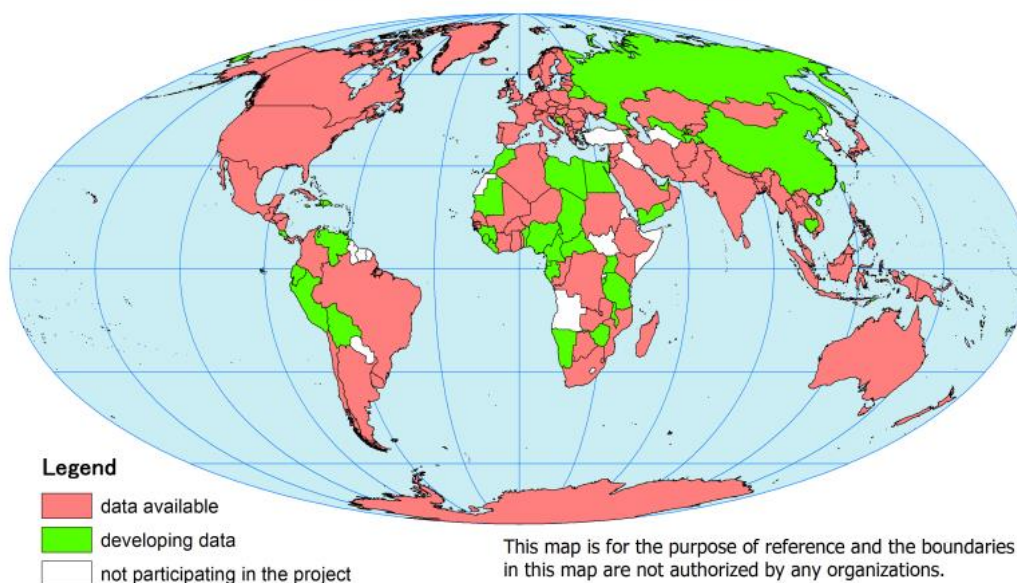 Legend
data available
developing data
not participating in the project
This map is for the purpose of reference and the boundaries
in this map are not authorized by any organizations.